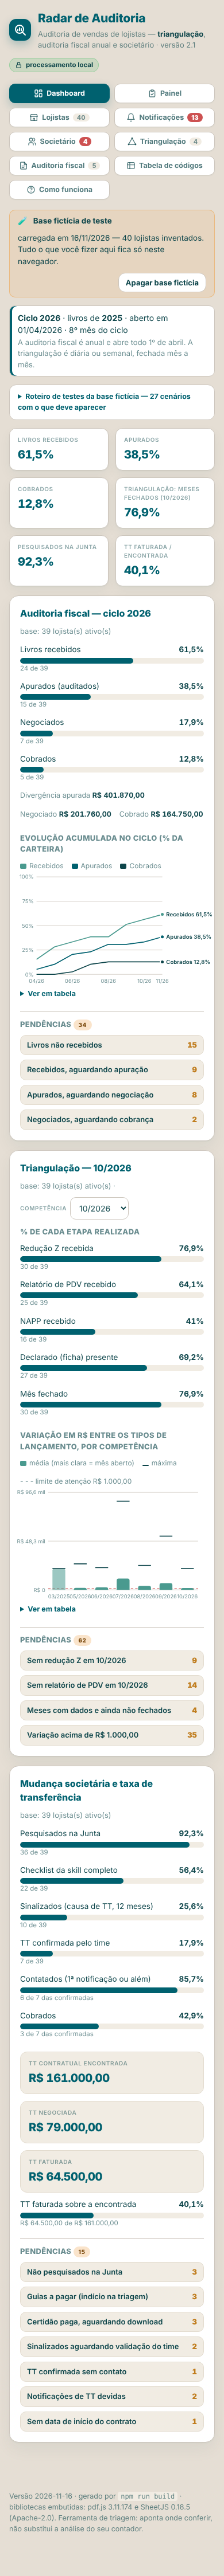 Radar de Auditoria
Auditoria de vendas de lojistas — triangulação,
auditoria fiscal anual e societário · versão 2.1
processamento local
Dashboard
Painel
Lojistas 40
Notificações 13
Societário 4
Triangulação 4
Auditoria fiscal 5
Tabela de códigos
Como funciona
Base fictícia de teste
carregada em 16/11/2026 — 40 lojistas inventados.
Tudo o que você fizer aqui fica só neste
navegador.
Apagar base fictícia
Ciclo 2026 · livros de 2025 · aberto em
01/04/2026 · 8º mês do ciclo
A auditoria fiscal é anual e abre todo 1º de abril. A
triangulação é diária ou semanal, fechada mês a
mês.
▶ Roteiro de testes da base fictícia — 27 cenários
com o que deve aparecer
LIVROS RECEBIDOS
61,5%
APURADOS
38,5%
COBRADOS
12,8%
TRIANGULAÇÃO: MESES
FECHADOS (10/2026)
76,9%
PESQUISADOS NA JUNTA
92,3%
TT FATURADA /
ENCONTRADA
40,1%
Auditoria fiscal — ciclo 2026
base: 39 lojista(s) ativo(s)
Livros recebidos 61,5%
24 de 39
Apurados (auditados) 38,5%
15 de 39
Negociados 17,9%
7 de 39
Cobrados 12,8%
5 de 39
Divergência apurada R$ 401.870,00
Negociado R$ 201.760,00 Cobrado R$ 164.750,00
EVOLUÇÃO ACUMULADA NO CICLO (% DA
CARTEIRA)
Recebidos Apurados Cobrados
100%
75%
50%
25%
0%
Recebidos 61,5%
Apurados 38,5%
Cobrados 12,8%
04/26 06/26 08/26 10/26 11/26
▶ Ver em tabela
PENDÊNCIAS 34
Livros não recebidos 15
Recebidos, aguardando apuração 9
Apurados, aguardando negociação 8
Negociados, aguardando cobrança 2
Triangulação — 10/2026
base: 39 lojista(s) ativo(s) ·
COMPETÊNCIA 10/2026
% DE CADA ETAPA REALIZADA
Redução Z recebida 76,9%
30 de 39
Relatório de PDV recebido 64,1%
25 de 39
NAPP recebido 41%
16 de 39
Declarado (ficha) presente 69,2%
27 de 39
Mês fechado 76,9%
30 de 39
VARIAÇÃO EM R$ ENTRE OS TIPOS DE
LANÇAMENTO, POR COMPETÊNCIA
média (mais clara = mês aberto) máxima
- - - limite de atenção R$ 1.000,00
R$ 96,6 mil
R$ 48,3 mil
R$ 0
03/2025 05/2026 06/2026 07/2026 08/2026 09/2026 10/2026
▶ Ver em tabela
PENDÊNCIAS 62
Sem redução Z em 10/2026 9
Sem relatório de PDV em 10/2026 14
Meses com dados e ainda não fechados 4
Variação acima de R$ 1.000,00 35
Mudança societária e taxa de
transferência
base: 39 lojista(s) ativo(s)
Pesquisados na Junta 92,3%
36 de 39
Checklist da skill completo 56,4%
22 de 39
Sinalizados (causa de TT, 12 meses) 25,6%
10 de 39
TT confirmada pelo time 17,9%
7 de 39
Contatados (1ª notificação ou além) 85,7%
6 de 7 das confirmadas
Cobrados 42,9%
3 de 7 das confirmadas
TT CONTRATUAL ENCONTRADA
R$ 161.000,00
TT NEGOCIADA
R$ 79.000,00
TT FATURADA
R$ 64.500,00
TT faturada sobre a encontrada 40,1%
R$ 64.500,00 de R$ 161.000,00
PENDÊNCIAS 15
Não pesquisados na Junta 3
Guias a pagar (indício na triagem) 3
Certidão paga, aguardando download 3
Sinalizados aguardando validação do time 2
TT confirmada sem contato 1
Notificações de TT devidas 2
Sem data de início do contrato 1
Versão 2026-11-16 · gerado por npm run build ·
bibliotecas embutidas: pdf.js 3.11.174 e SheetJS 0.18.5
(Apache-2.0). Ferramenta de triagem: aponta onde conferir,
não substitui a análise do seu contador.